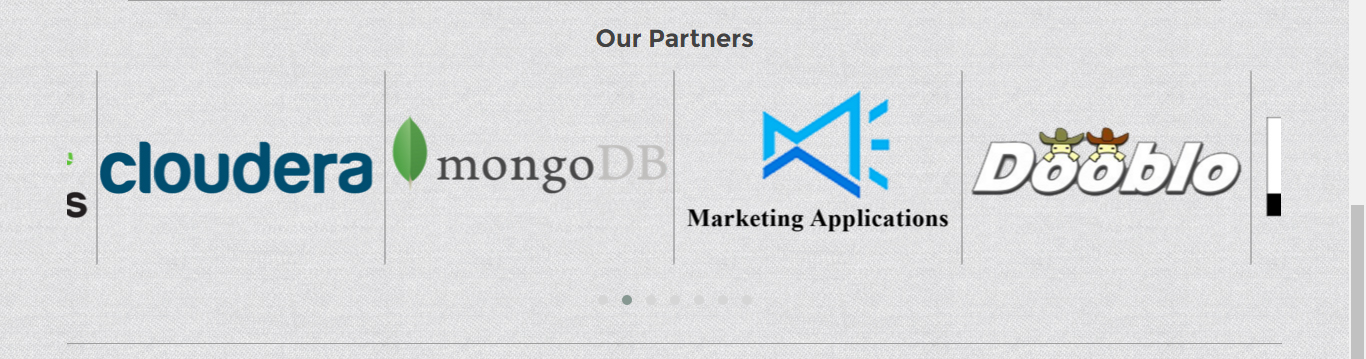 Our Partners
s
cloudera
mongoDB
Marketing Applications
Dooblo